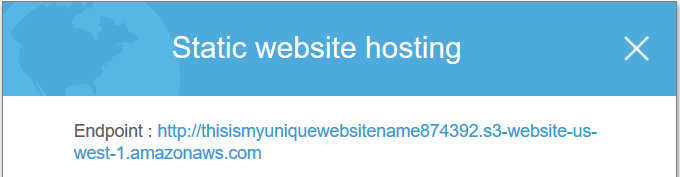 Static website hosting
Endpoint : http://thisismyuniquewebsitename874392.s3-website-us-
west-1.amazonaws.com